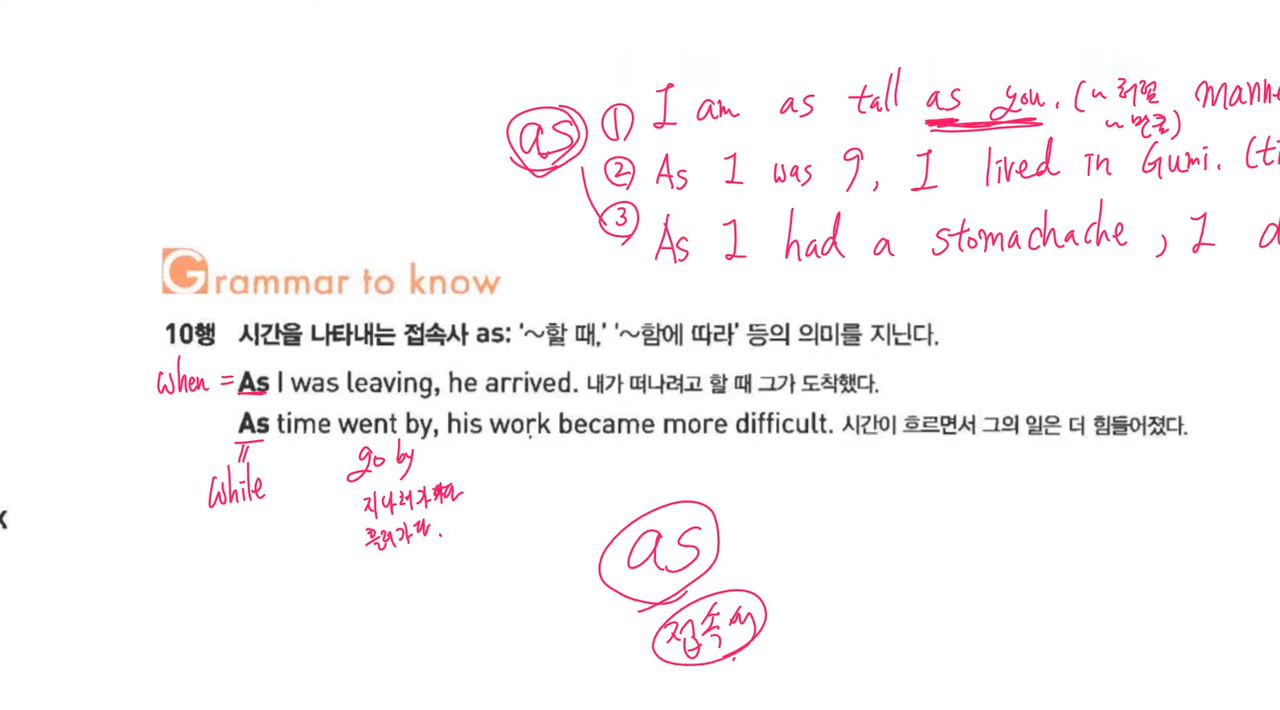 as ① I am as tall as you. (~처럼 manne
~만큼)
② As I was 9, I lived in Gumi. (ti
③ As I had a stomachache, I d
Grammar to know
10행 시간을 나타내는 접속사 as: '~할 때,' '~함에 따라' 등의 의미를 지닌다.
when = As I was leaving, he arrived. 내가 떠나려고 할 때 그가 도착했다.
As time went by, his work became more difficult. 시간이 흐르면서 그의 일은 더 힘들어졌다.
while
go by
흘러가다.
as
접속사